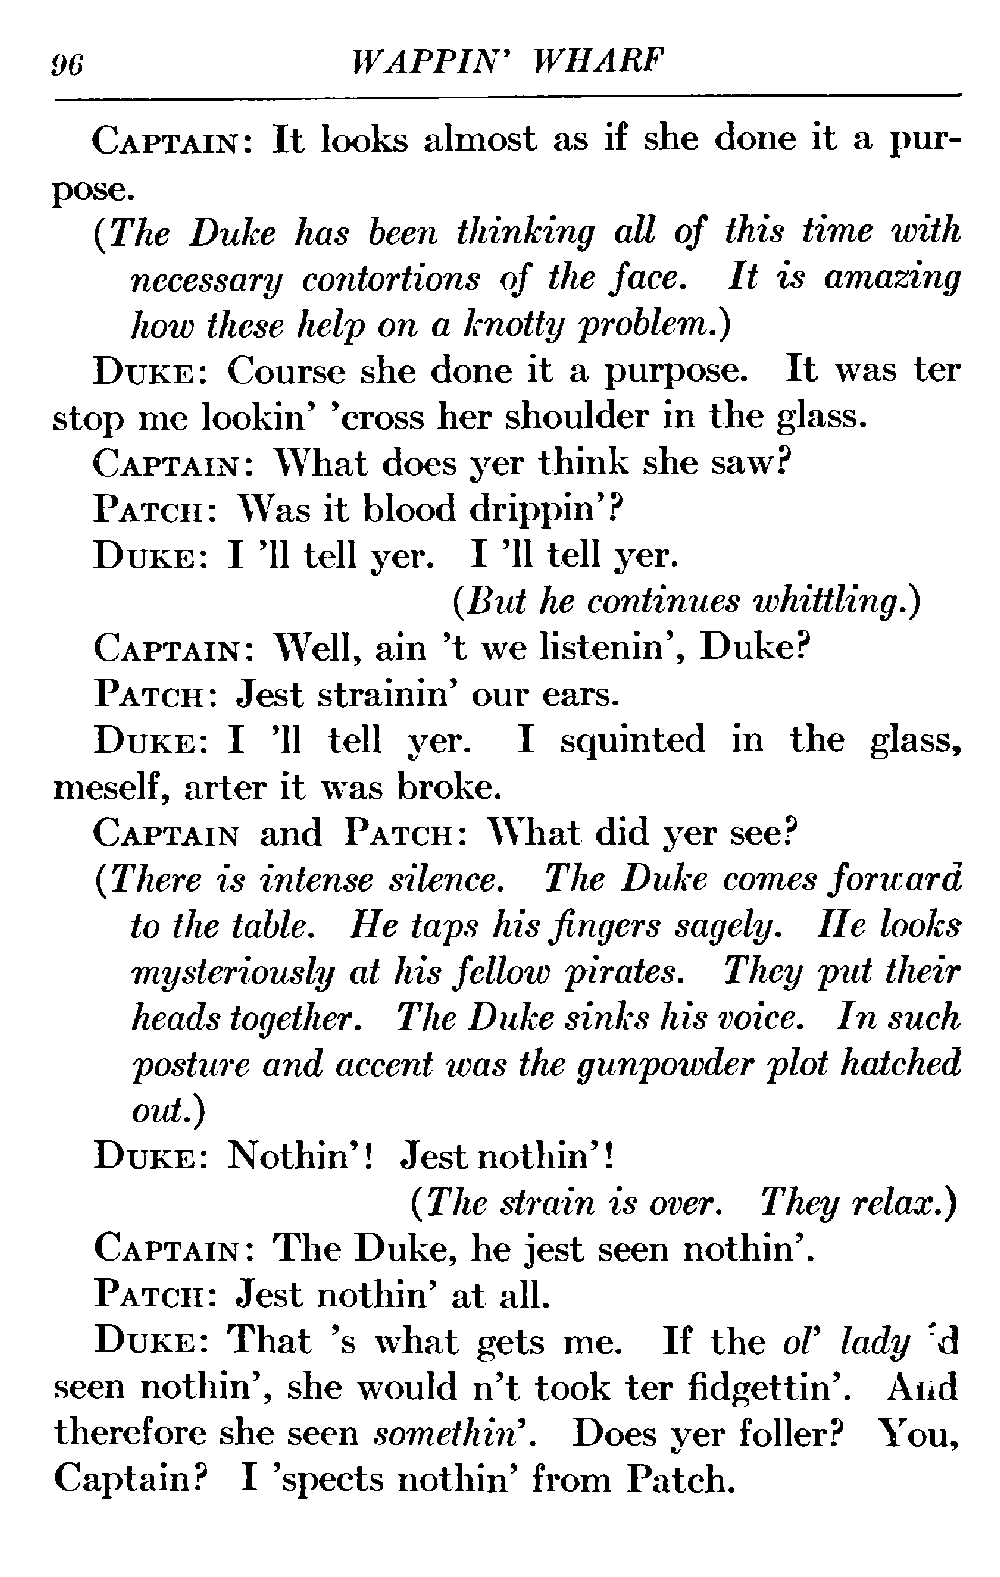 96 WAPPIN' WHARF
CAPTAIN: It looks almost as if she done it a pur-
pose.
(The Duke has been thinking all of this time with
necessary contortions of the face. It is amazing
how these help on a knotty problem.)
DUKE: Course she done it a purpose. It was ter
stop me lookin' 'cross her shoulder in the glass.
CAPTAIN: What does yer think she saw?
PATCH: Was it blood drippin'?
DUKE: I 'll tell yer. I 'll tell yer.
(But he continues whittling.)
CAPTAIN: Well, ain 't we listenin', Duke?
PATCH: Jest strainin' our ears.
DUKE: I 'll tell yer. I squinted in the glass,
meself, arter it was broke.
CAPTAIN and PATCH: What did yer see?
(There is intense silence. The Duke comes forward
to the table. He taps his fingers sagely. He looks
mysteriously at his fellow pirates. They put their
heads together. The Duke sinks his voice. In such
posture and accent was the gunpowder plot hatched
out.)
DUKE: Nothin'! Jest nothin'!
(The strain is over. They relax.)
CAPTAIN: The Duke, he jest seen nothin'.
PATCH: Jest nothin' at all.
DUKE: That 's what gets me. If the ol' lady 'd
seen nothin', she would n't took ter fidgettin'. And
therefore she seen somethin'. Does yer foller? You,
Captain? I 'spects nothin' from Patch.